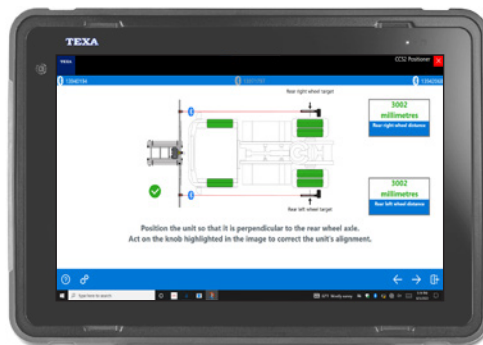 TEXA
TEXA
CCS2 Positioner
13940194
13940068
Rear right wheel target
3002
millimetres
Rear right wheel distance
3002
millimetres
Rear left wheel distance
Rear left wheel target
Position the unit so that it is perpendicular to the rear wheel axle.
Act on the knob highlighted in the image to correct the unit's alignment.
Type here to search